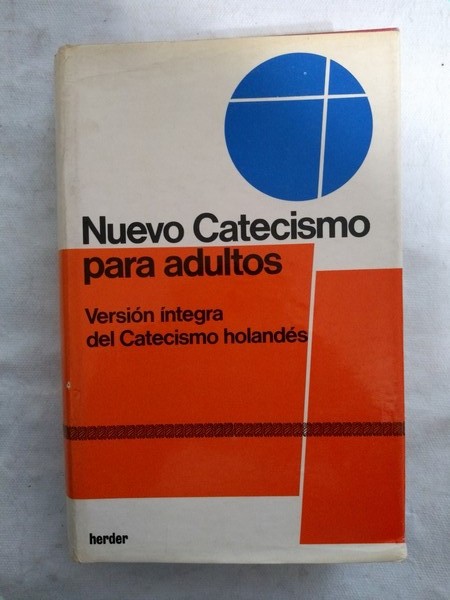 Nuevo Catecismo
para adultos
Versión íntegra
del Catecismo holandés
herder